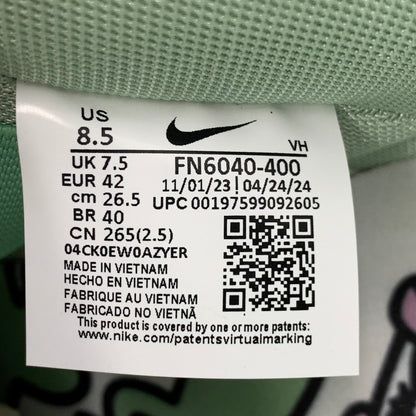 US
8.5
VH
UK 7.5
EUR 42
cm 26.5
BR 40
CN 265(2.5)
FN6040-400
11/01/23 | 04/24/24
UPC 00197599092605
04CK0EW0AZYER
MADE IN VIETNAM
HECHO EN VIETNAM
FABRIQUE AU VIETNAM
FABRICADO NO VIETNÃ
This product is covered by one or more patents:
www.nike.com/patentsvirtualmarking